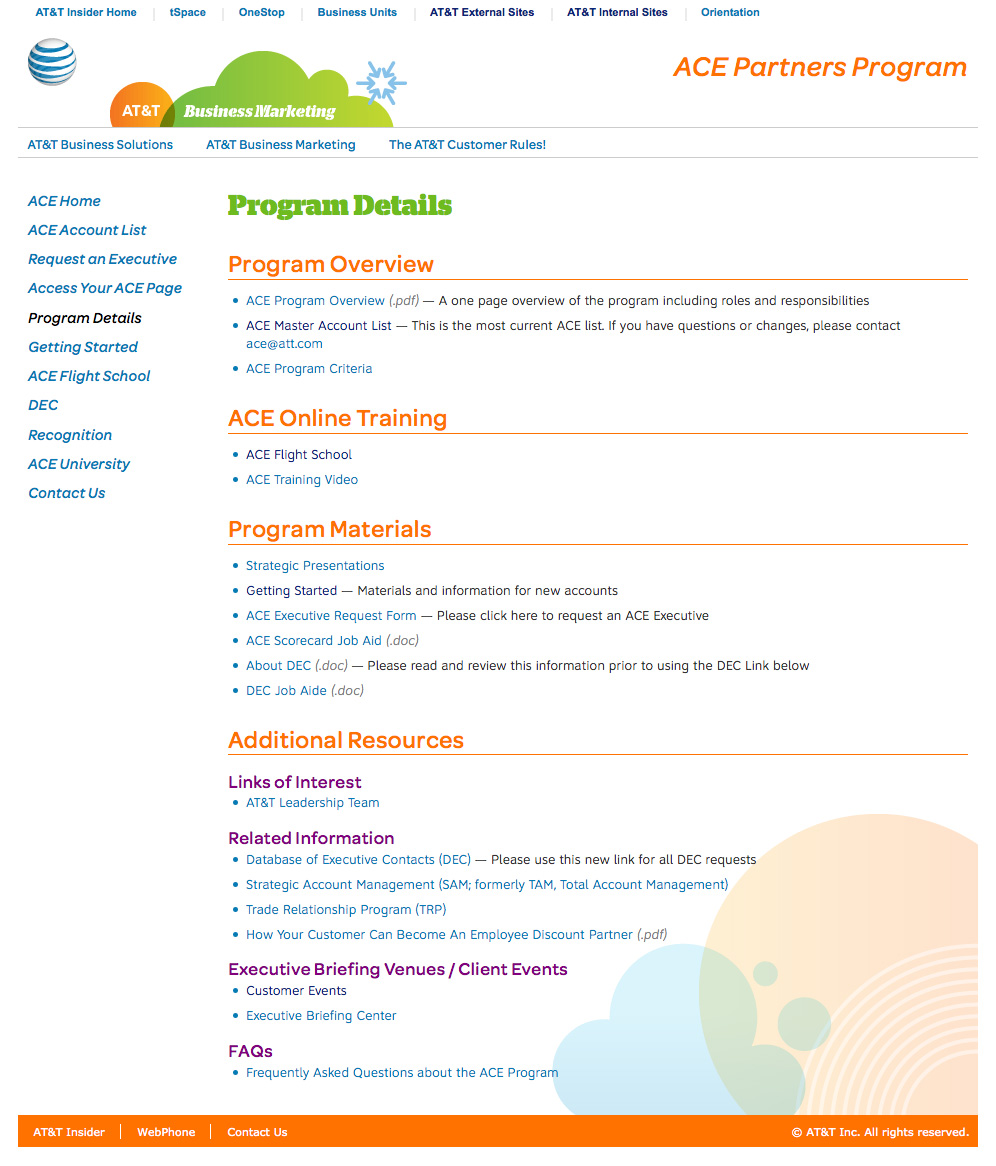 AT&T Insider Home
tSpace
OneStop
Business Units
AT&T External Sites
AT&T Internal Sites
Orientation
AT&T
Business Marketing
ACE Partners Program
AT&T Business Solutions
AT&T Business Marketing
The AT&T Customer Rules!
ACE Home
ACE Account List
Request an Executive
Access Your ACE Page
Program Details
Getting Started
ACE Flight School
DEC
Recognition
ACE University
Contact Us
Program Details
Program Overview
• ACE Program Overview (.pdf) — A one page overview of the program including roles and responsibilities
• ACE Master Account List — This is the most current ACE list. If you have questions or changes, please contact
ace@att.com
• ACE Program Criteria
ACE Online Training
• ACE Flight School
• ACE Training Video
Program Materials
• Strategic Presentations
• Getting Started — Materials and information for new accounts
• ACE Executive Request Form — Please click here to request an ACE Executive
• ACE Scorecard Job Aid (.doc)
• About DEC (.doc) — Please read and review this information prior to using the DEC Link below
• DEC Job Aide (.doc)
Additional Resources
Links of Interest
• AT&T Leadership Team
Related Information
• Database of Executive Contacts (DEC) — Please use this new link for all DEC requests
• Strategic Account Management (SAM; formerly TAM, Total Account Management)
• Trade Relationship Program (TRP)
• How Your Customer Can Become An Employee Discount Partner (.pdf)
Executive Briefing Venues / Client Events
• Customer Events
• Executive Briefing Center
FAQs
• Frequently Asked Questions about the ACE Program
AT&T Insider
WebPhone
Contact Us
© AT&T Inc. All rights reserved.